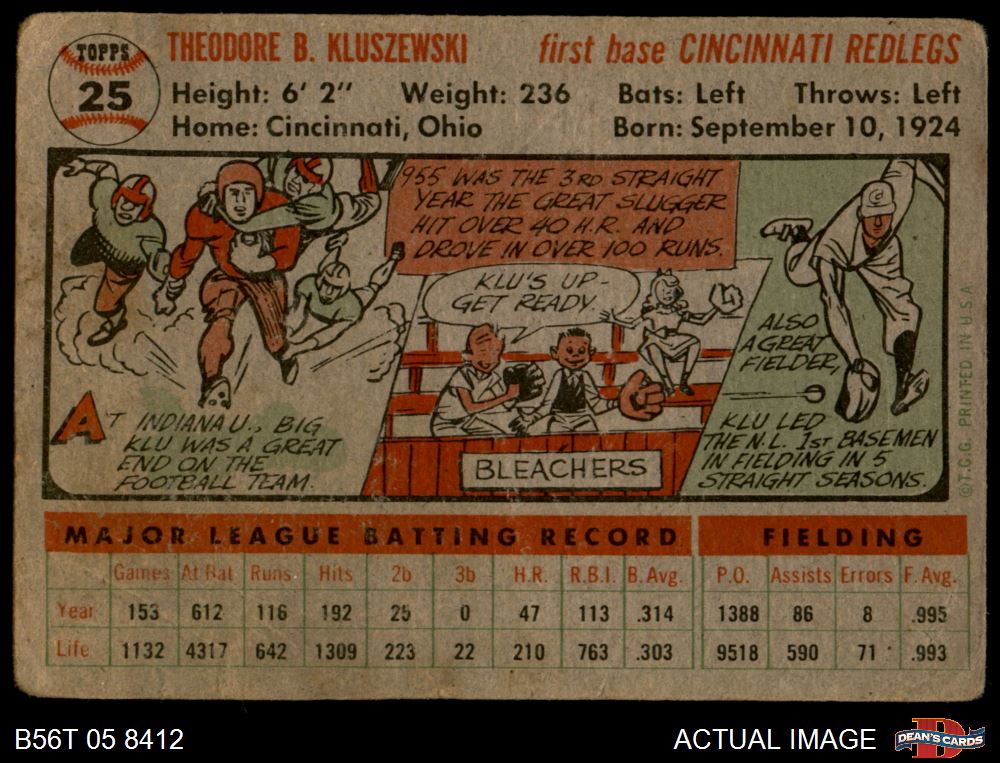 TOPPS
25
THEODORE B. KLUSZEWSKI first base CINCINNATI REDLEGS
Height: 6' 2" Weight: 236 Bats: Left Throws: Left
Home: Cincinnati, Ohio Born: September 10, 1924
AT INDIANA U., BIG
KLU WAS A GREAT
END ON THE
FOOTBALL TEAM.
955 WAS THE 3RD STRAIGHT
YEAR THE GREAT SLUGGER
HIT OVER 40 H.R. AND
DROVE IN OVER 100 RUNS.
KLU'S UP-
GET READY.
BLEACHERS
ALSO
A GREAT
FIELDER,
KLU LED
THE N.L. 1ST BASEMEN
IN FIELDING IN 5
STRAIGHT SEASONS.
©T.C.G. PRINTED IN U.S.A.
MAJOR LEAGUE BATTING RECORD FIELDING
Games At Bat Runs Hits 2b 3b H.R. R.B.I. B. Avg. P.O. Assists Errors F. Avg.
Year 153 612 116 192 25 0 47 113 .314 1388 86 8 .995
Life 1132 4317 642 1309 223 22 210 763 .303 9518 590 71 .993
B56T 05 8412 ACTUAL IMAGE DEAN'S CARDS